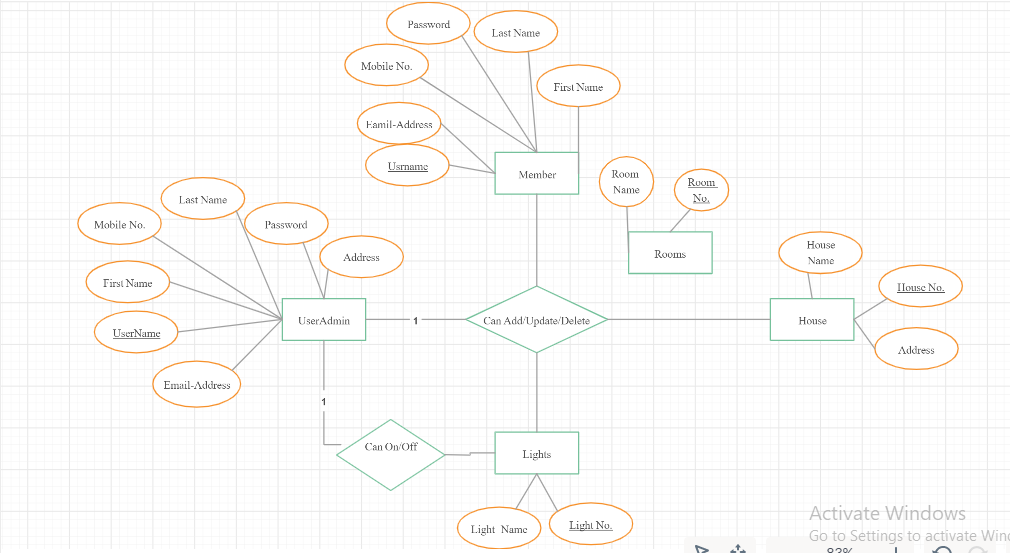 Password
Last Name
Mobile No.
First Name
Eamil-Address
Usrname
Member
Room
Name
Room
No.
Rooms
Last Name
Mobile No.
Password
Address
First Name
UserName
Email-Address
UserAdmin
1
Can Add/Update/Delete
House
Name
House No.
House
Address
1
Can On/Off
Lights
Light Name
Light No.
Activate Windows
Go to Settings to activate Win